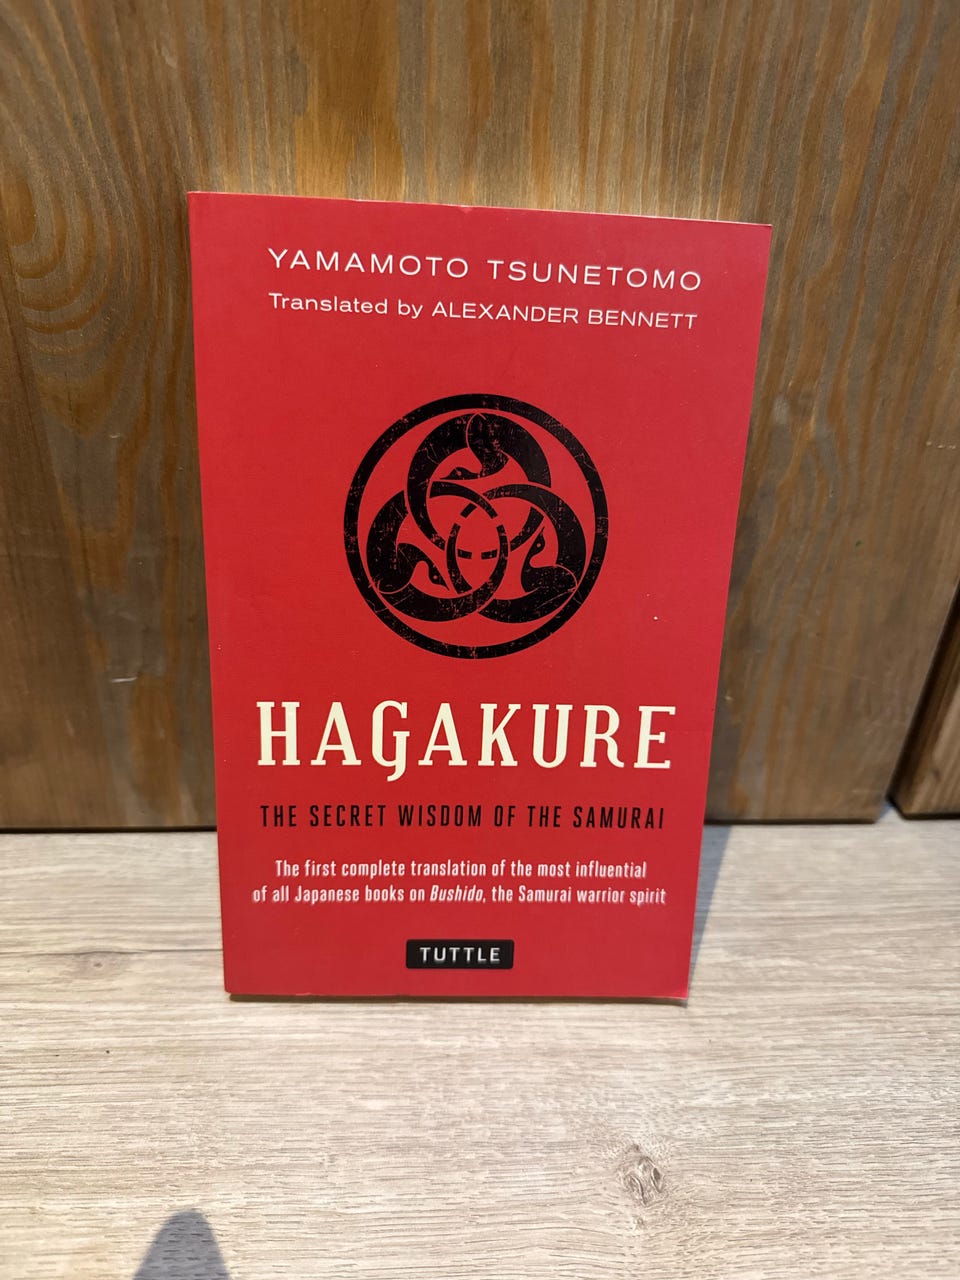 YAMAMOTO TSUNETOMO
Translated by ALEXANDER BENNETT
HAGAKURE
THE SECRET WISDOM OF THE SAMURAI
The first complete translation of the most influential
of all Japanese books on Bushido, the Samurai warrior spirit
TUTTLE